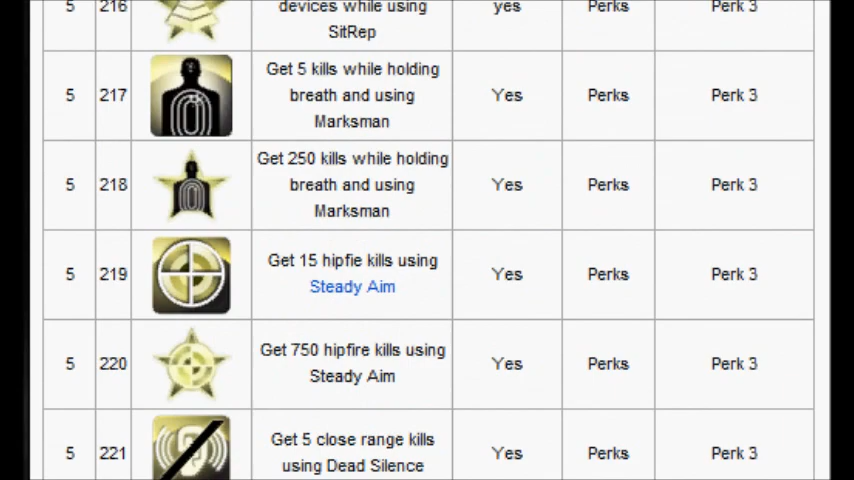 5 216 devices while using yes Perks Perk 3
SitRep
Get 5 kills while holding
5 217 breath and using Yes Perks Perk 3
Marksman
Get 250 kills while holding
5 218 breath and using Yes Perks Perk 3
Marksman
Get 15 hipfie kills using
5 219 Yes Perks Perk 3
Steady Aim
Get 750 hipfire kills using
5 220 Yes Perks Perk 3
Steady Aim
Get 5 close range kills
5 221 Yes Perks Perk 3
using Dead Silence